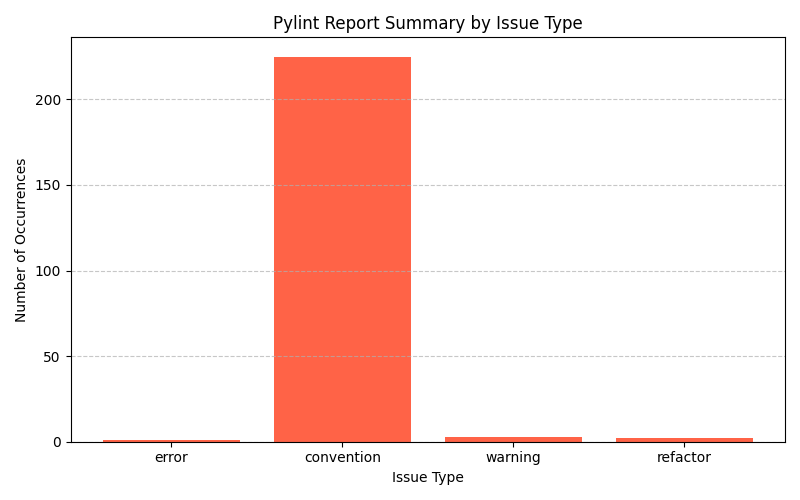 Pylint Report Summary by Issue Type
Number of Occurrences
200
150
100
50
0
error convention warning refactor
Issue Type